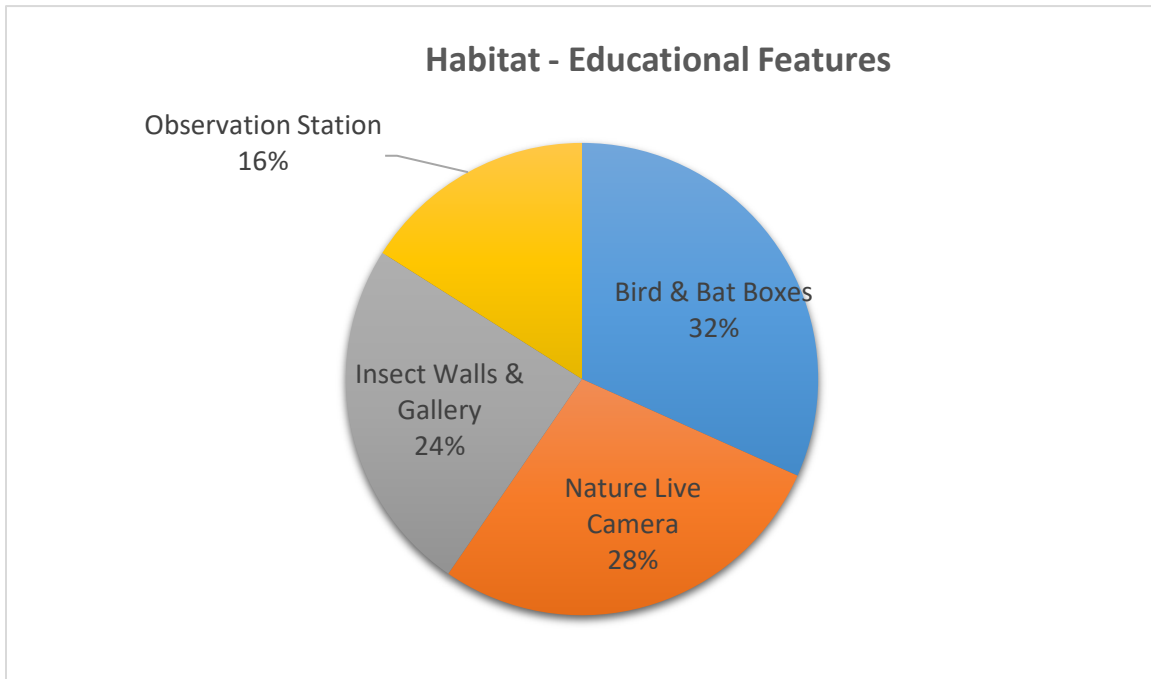 Habitat - Educational Features
Observation Station
16%
Bird & Bat Boxes
32%
Insect Walls &
Gallery
24%
Nature Live
Camera
28%